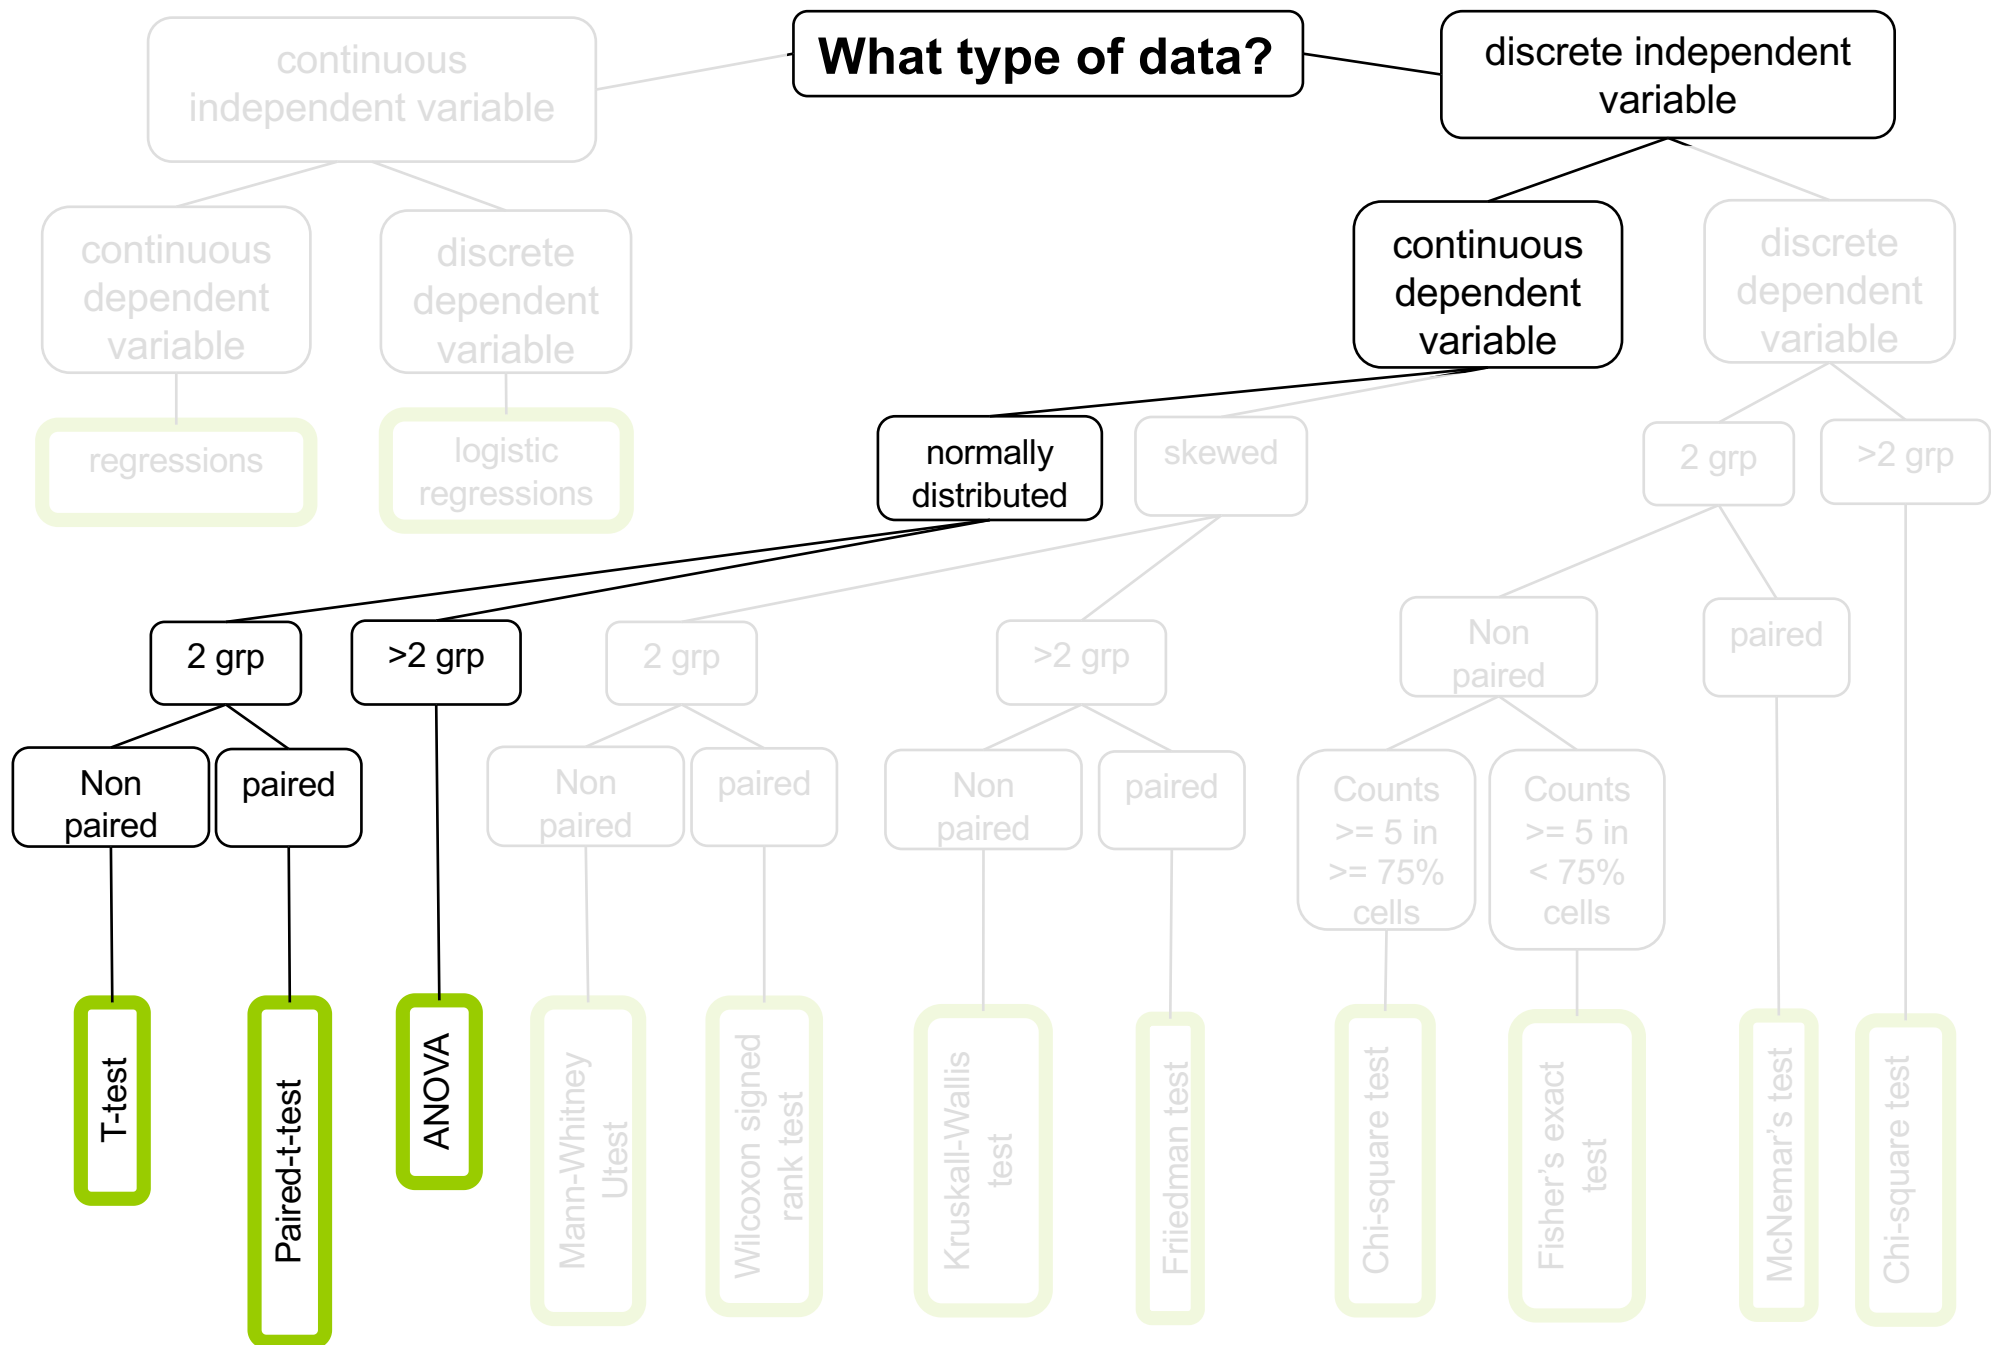 What type of data?
continuous
independent variable
discrete independent
variable
continuous
dependent
variable
discrete
dependent
variable
continuous
dependent
variable
discrete
dependent
variable
regressions
logistic
regressions
normally
distributed
skewed
2 grp
>2 grp
2 grp
>2 grp
2 grp
>2 grp
Non
paired
paired
Non
paired
paired
Non
paired
paired
Non
paired
paired
Counts
>= 5 in
>= 75%
cells
Counts
>= 5 in
< 75%
cells
T-test
Paired-t-test
ANOVA
Mann-Whitney
Utest
Wilcoxon signed
rank test
Kruskall-Wallis
test
Friiedman test
Chi-square test
Fisher’s exact
test
McNemar’s test
Chi-square test